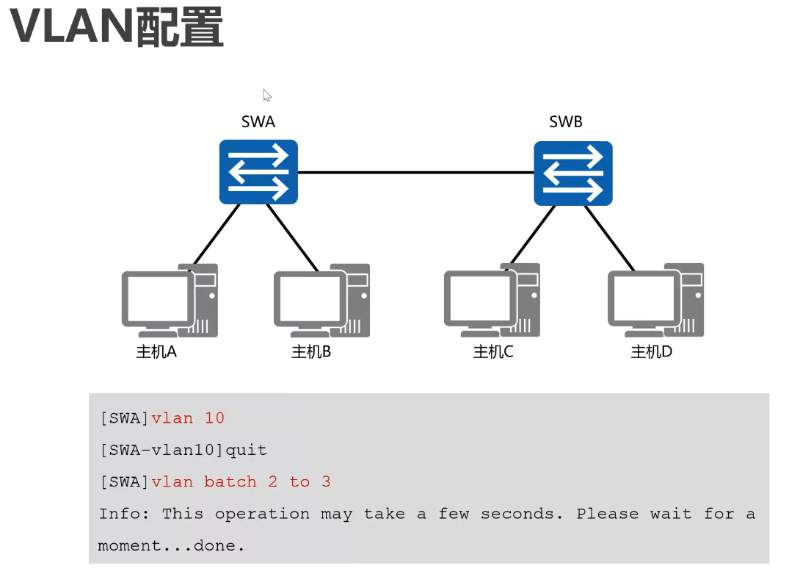 VLAN配置
SWA
SWB
主机A
主机B
主机C
主机D
[SWA]vlan 10
[SWA-vlan10]quit
[SWA]vlan batch 2 to 3
Info: This operation may take a few seconds. Please wait for a
moment...done.